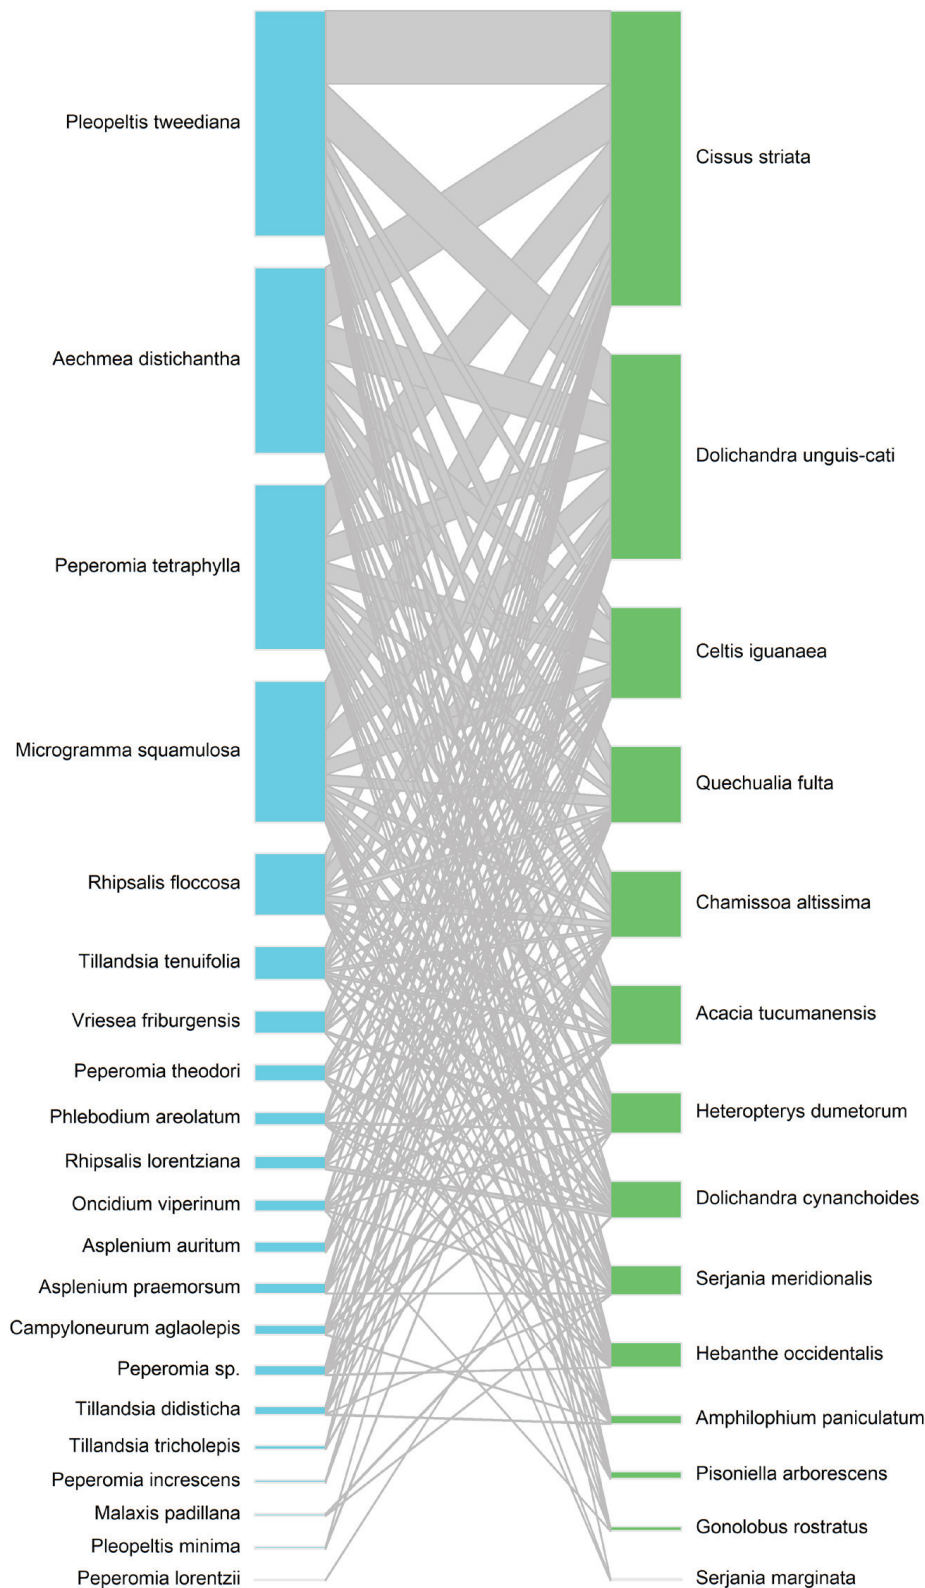 Pleopeltis tweediana
Aechmea distichantha
Peperomia tetraphylla
Microgramma squamulosa
Rhipsalis floccosa
Tillandsia tenuifolia
Vriesea friburgensis
Peperomia theodori
Phlebodium areolatum
Rhipsalis lorentziana
Oncidium viperinum
Asplenium auritum
Asplenium praemorsum
Campyloneurum aglaolepis
Peperomia sp.
Tillandsia didisticha
Tillandsia tricholepis
Peperomia increscens
Malaxis padillana
Pleopeltis minima
Peperomia lorentzii
Cissus striata
Dolichandra unguis-cati
Celtis iguanaea
Quechualia fulta
Chamissoa altissima
Acacia tucumanensis
Heteropterys dumetorum
Dolichandra cynanchoides
Serjania meridionalis
Hebanthe occidentalis
Amphilophium paniculatum
Pisoniella arborescens
Gonolobus rostratus
Serjania marginata